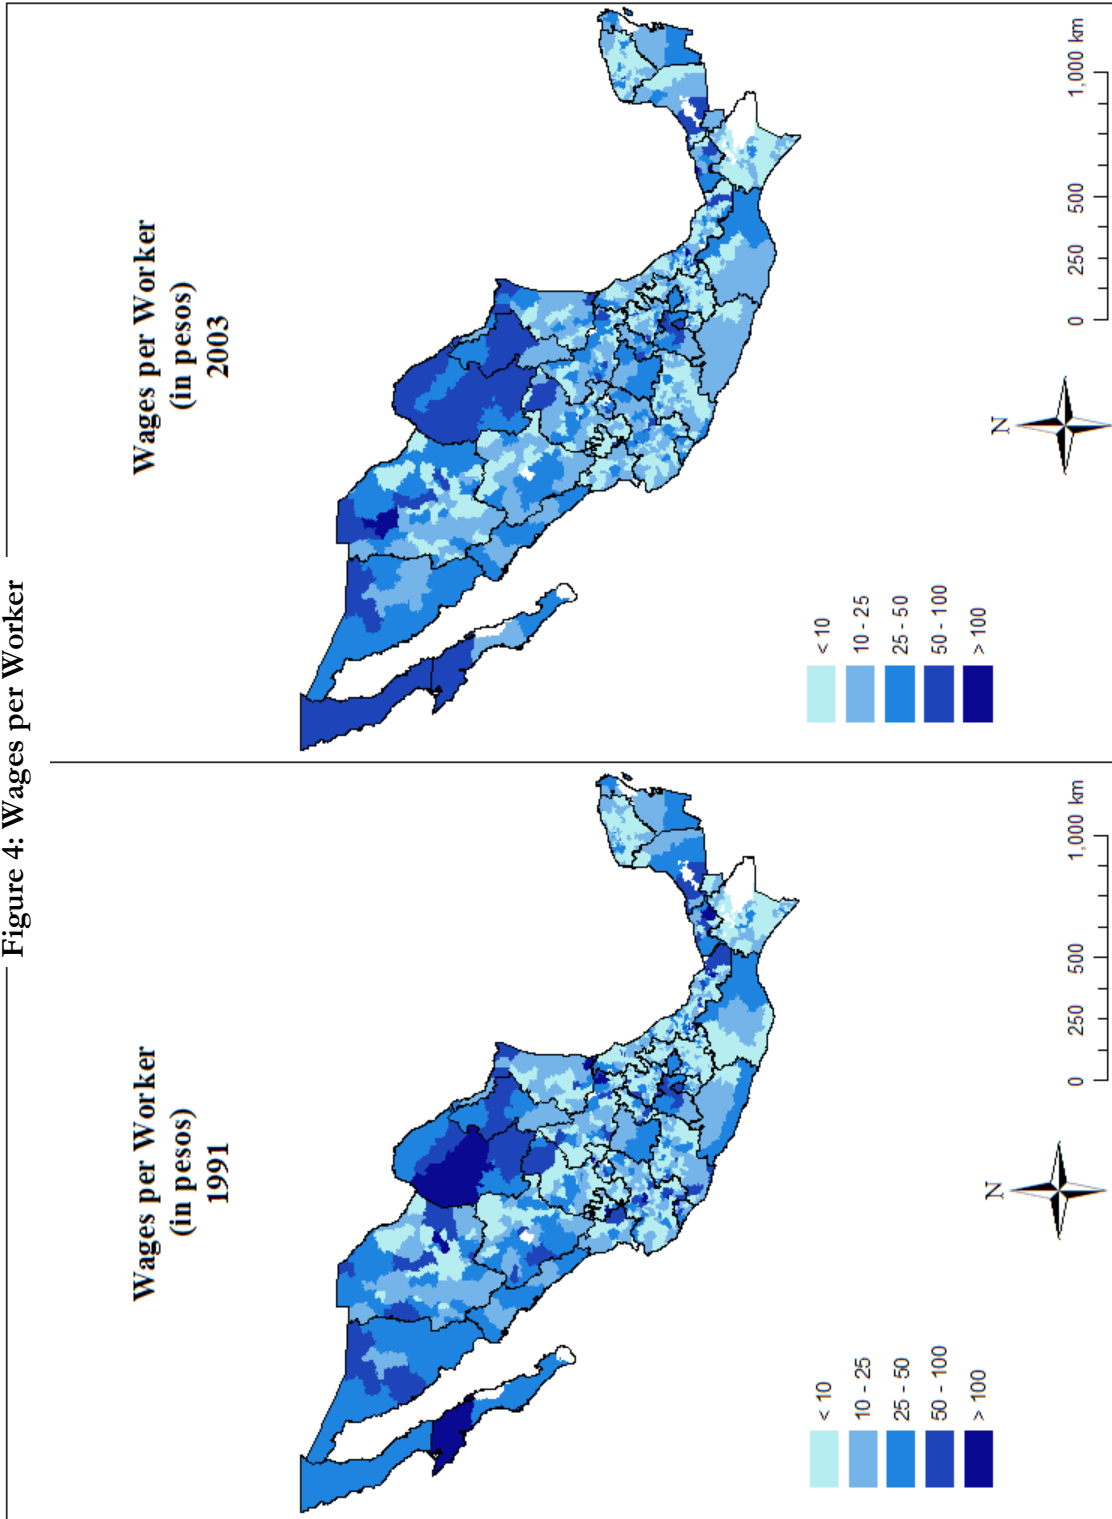 Figure 4: Wages per Worker
Wages per Worker
(in pesos)
1991
< 10
10 - 25
25 - 50
50 - 100
> 100
N
0 250 500 1,000 km
Wages per Worker
(in pesos)
2003
< 10
10 - 25
25 - 50
50 - 100
> 100
N
0 250 500 1,000 km